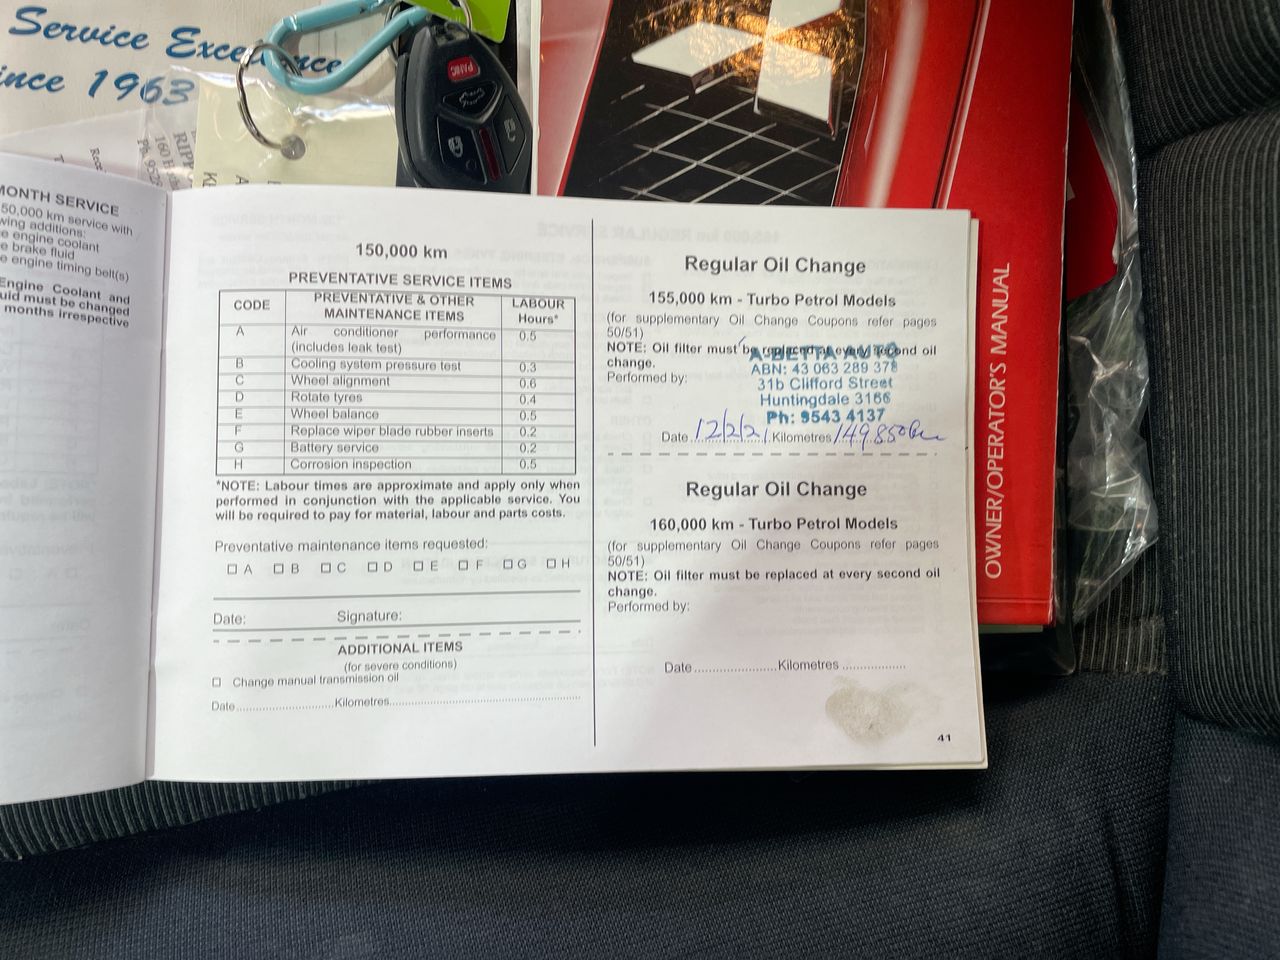 Service Excellence
ince 1963
PANIC
RIPP
160 H
MONTH SERVICE
50,000 km service with
wing additions:
e engine coolant
e brake fluid
e engine timing belt(s)
Engine Coolant and
uid must be changed
months irrespective
150,000 km
PREVENTATIVE SERVICE ITEMS
CODE PREVENTATIVE & OTHER MAINTENANCE ITEMS LABOUR Hours*
A Air conditioner performance (includes leak test) 0.5
B Cooling system pressure test 0.3
C Wheel alignment 0.6
D Rotate tyres 0.4
E Wheel balance 0.5
F Replace wiper blade rubber inserts 0.2
G Battery service 0.2
H Corrosion inspection 0.5
*NOTE: Labour times are approximate and apply only when
performed in conjunction with the applicable service. You
will be required to pay for material, labour and parts costs.
Preventative maintenance items requested:
☐ A ☐ B ☐ C ☐ D ☐ E ☐ F ☐ G ☐ H
Date: Signature:
ADDITIONAL ITEMS
(for severe conditions)
☐ Change manual transmission oil
Date..............................Kilometres..............................
Regular Oil Change
155,000 km - Turbo Petrol Models
(for supplementary Oil Change Coupons refer pages
50/51)
NOTE: Oil filter must be replaced at every second oil
change.
Performed by:
A-BETTA AUTO
ABN: 43 063 289 378
31b Clifford Street
Huntingdale 3166
Ph: 9543 4137
Date 12/2/21 Kilometres 149850km
Regular Oil Change
160,000 km - Turbo Petrol Models
(for supplementary Oil Change Coupons refer pages
50/51)
NOTE: Oil filter must be replaced at every second oil
change.
Performed by:
Date.....................Kilometres ................
41
OWNER/OPERATOR'S MANUAL